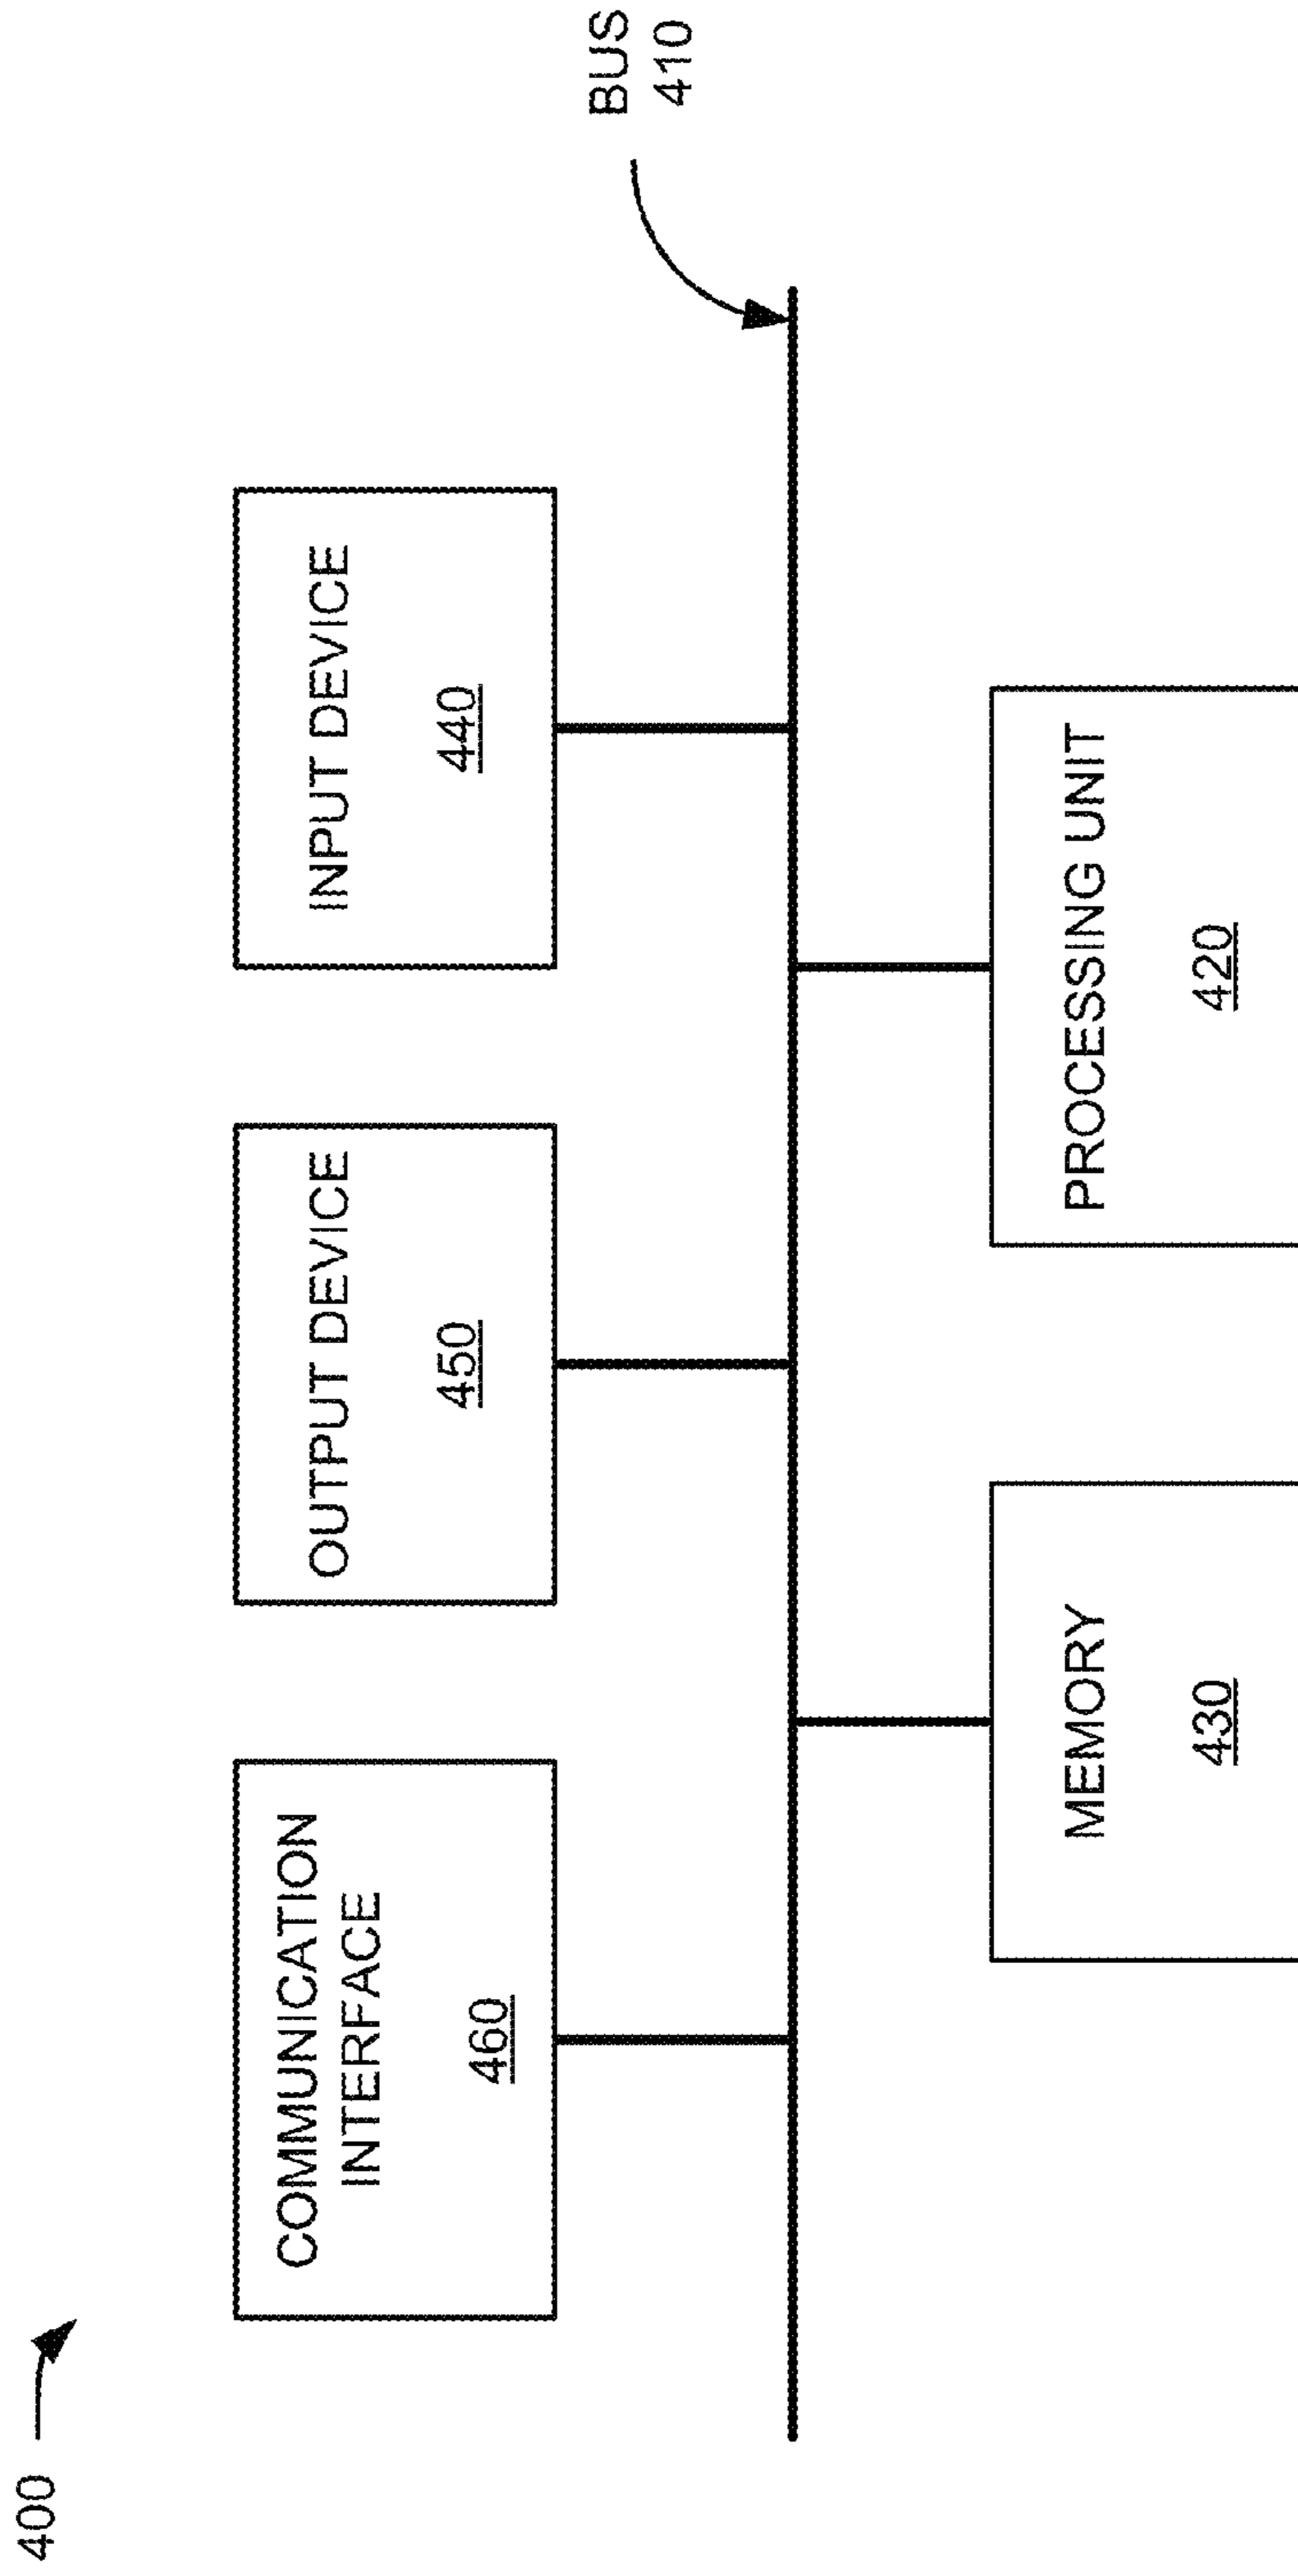 400
COMMUNICATION
INTERFACE
460
OUTPUT DEVICE
450
INPUT DEVICE
440
BUS
410
MEMORY
430
PROCESSING UNIT
420